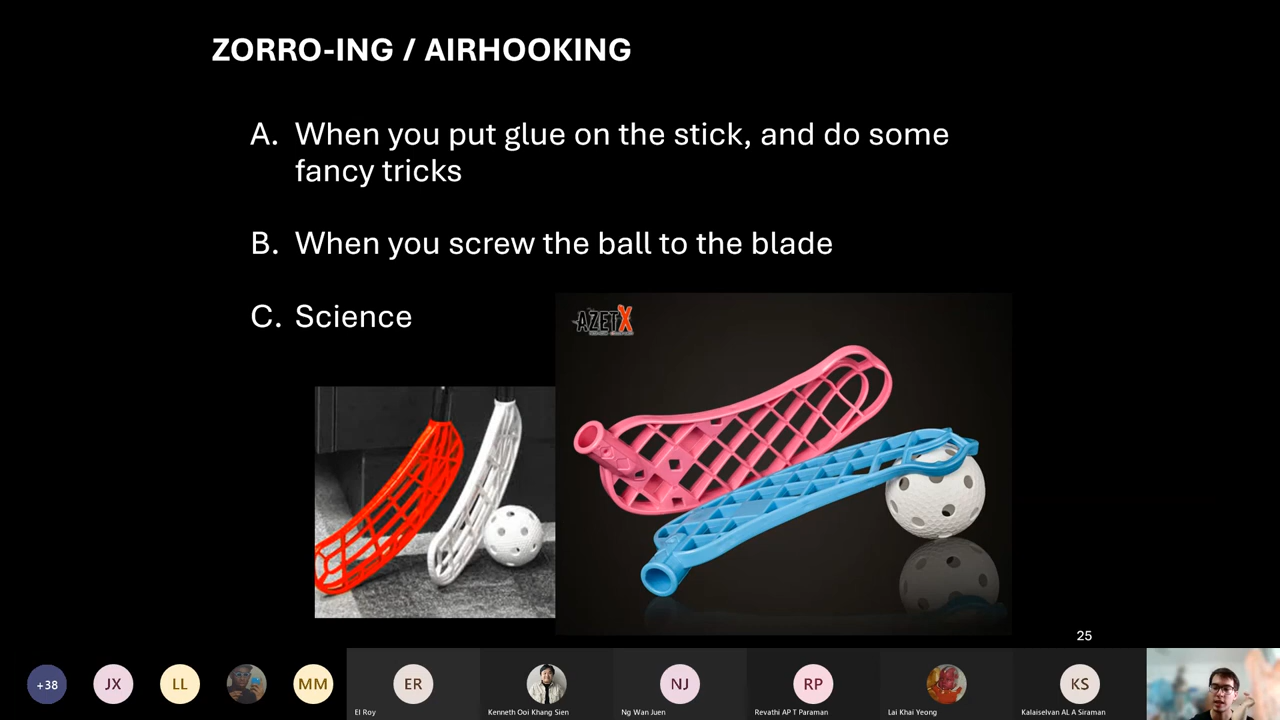 ZORRO-ING / AIRHOOKING
A. When you put glue on the stick, and do some
fancy tricks
B. When you screw the ball to the blade
C. Science
AZETX
25
+38
JX
LL
MM
ER
NJ
RP
KS
El Roy
Kenneth Ooi Khang Sien
Ng Wan Juen
Revathi AP T Paraman
Lai Khai Yeong
Kalaiselvan AL A Siraman